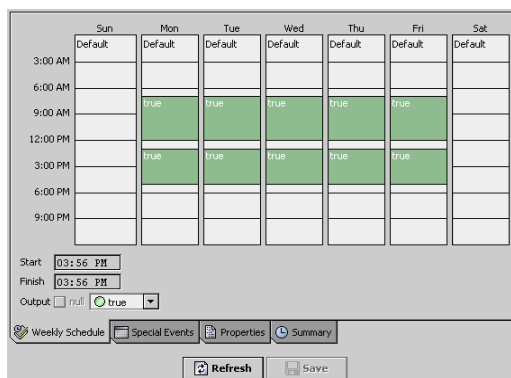 Sun Mon Tue Wed Thu Fri Sat
Default Default Default Default Default Default Default
3:00 AM
6:00 AM
9:00 AM
true true true true true
12:00 PM
true true true true true
3:00 PM
6:00 PM
9:00 PM
Start 03:56 PM
Finish 03:56 PM
Output null true
Weekly Schedule Special Events Properties Summary
Refresh Save